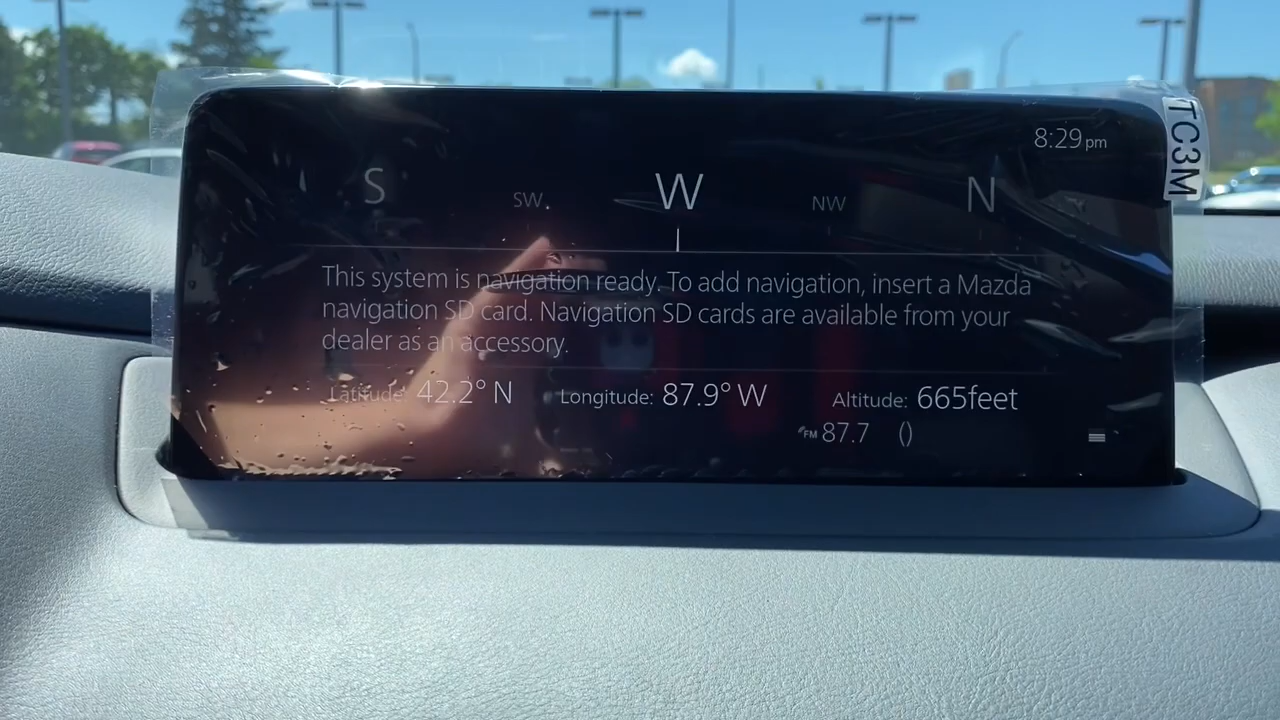 8:29 pm
TC3M
S SW W NW N
This system is navigation ready. To add navigation, insert a Mazda
navigation SD card. Navigation SD cards are available from your
dealer as an accessory.
Latitude: 42.2° N Longitude: 87.9° W Altitude: 665feet
FM 87.7 ()